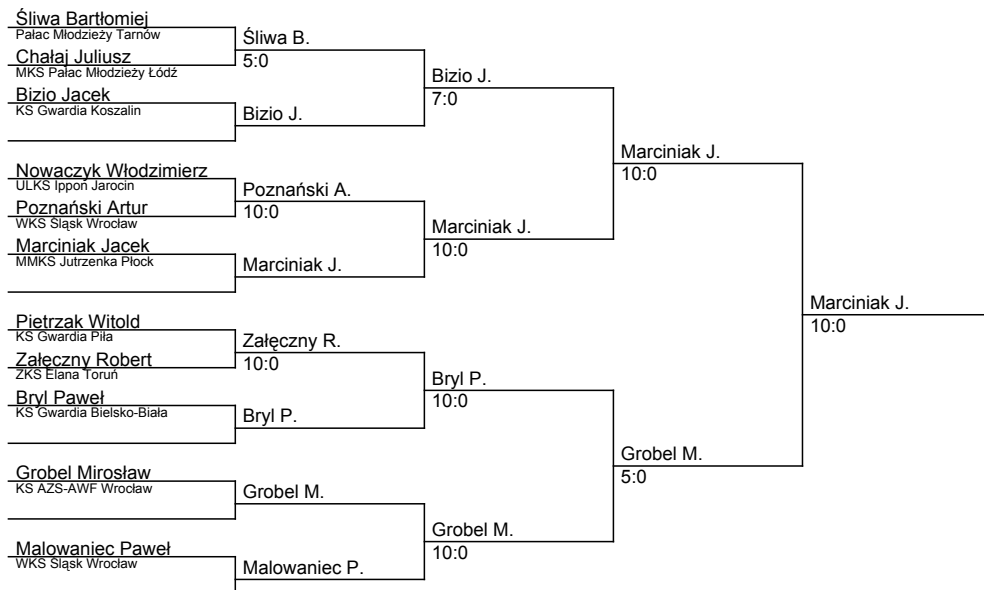 Śliwa Bartłomiej
Pałac Młodzieży Tarnów
Chałaj Juliusz
MKS Pałac Młodzieży Łódź
Bizio Jacek
KS Gwardia Koszalin
Nowaczyk Włodzimierz
ULKS Ippon Jarocin
Poznański Artur
WKS Śląsk Wrocław
Marciniak Jacek
MMKS Jutrzenka Płock
Pietrzak Witold
KS Gwardia Piła
Załęczny Robert
ZKS Elana Toruń
Bryl Paweł
KS Gwardia Bielsko-Biała
Grobel Mirosław
KS AZS-AWF Wrocław
Malowaniec Paweł
WKS Śląsk Wrocław
Śliwa B.
5:0
Bizio J.
Poznański A.
10:0
Marciniak J.
Załęczny R.
10:0
Bryl P.
Grobel M.
Malowaniec P.
Bizio J.
7:0
Marciniak J.
10:0
Bryl P.
10:0
Grobel M.
10:0
Marciniak J.
10:0
Grobel M.
5:0
Marciniak J.
10:0